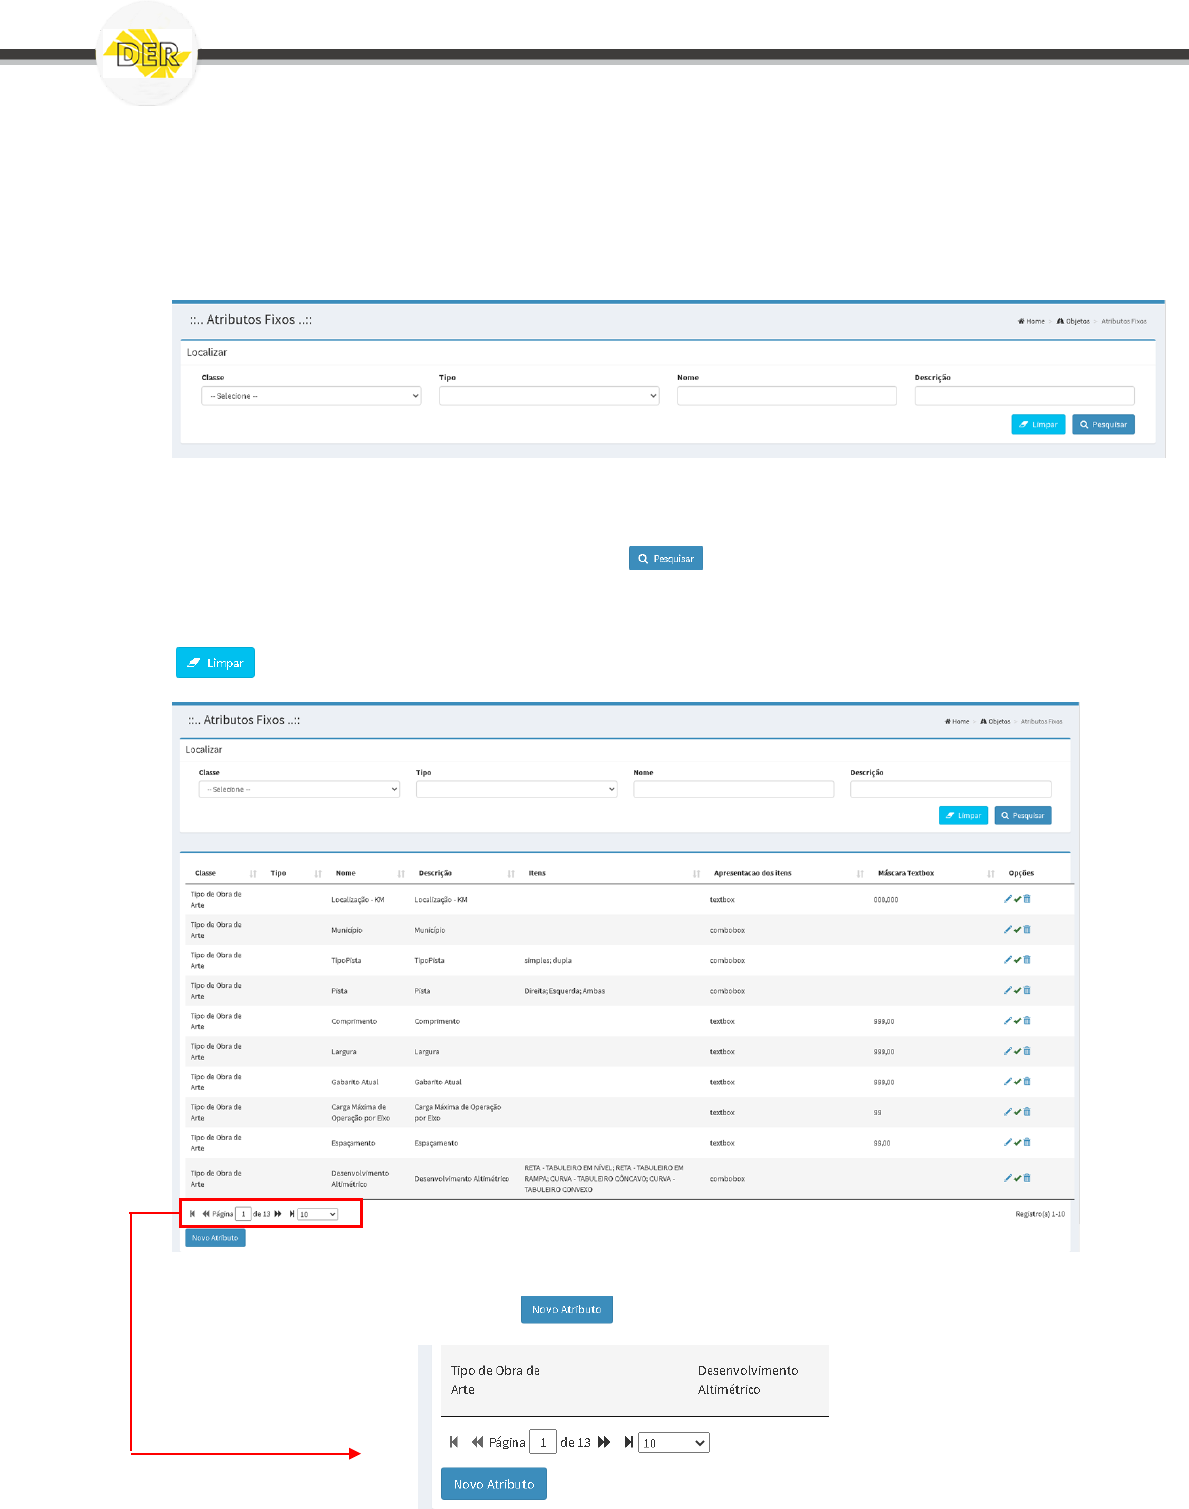 DER
::.. Atributos Fixos ..::
Home > Objetos > Atributos Fixos
Localizar
Classe Tipo Nome Descrição
-- Selecione --
Limpar Pesquisar
Pesquisar
Limpar
::.. Atributos Fixos ..::
Home > Objetos > Atributos Fixos
Localizar
Classe Tipo Nome Descrição
-- Selecione --
Limpar Pesquisar
Classe Tipo Nome Descrição Itens Apresentacao dos itens Máscara Textbox Opções
Tipo de Obra de
Arte
Localização - KM Localização - KM textbox 000,000
Tipo de Obra de
Arte
Município Município combobox
Tipo de Obra de
Arte
TipoPista TipoPista simples; dupla combobox
Tipo de Obra de
Arte
Pista Pista Direita; Esquerda; Ambas combobox
Tipo de Obra de
Arte
Comprimento Comprimento textbox 999,00
Tipo de Obra de
Arte
Largura Largura textbox 999,00
Tipo de Obra de
Arte
Gabarito Atual Gabarito Atual textbox 999,00
Tipo de Obra de
Arte
Carga Máxima de
Operação por Eixo
Carga Máxima de Operação
por Eixo
textbox 99
Tipo de Obra de
Arte
Espaçamento Espaçamento textbox 99,00
Tipo de Obra de
Arte
Desenvolvimento
Altimétrico
Desenvolvimento Altimétrico
RETA - TABULEIRO EM NÍVEL; RETA - TABULEIRO EM
RAMPA; CURVA - TABULEIRO CÔNCAVO; CURVA -
TABULEIRO CONVEXO
combobox
Página 1 de 13 10 Registro(s) 1-10
Novo Atributo
Novo Atributo
Tipo de Obra de
Arte
Desenvolvimento
Altimétrico
Página 1 de 13 10
Novo Atributo